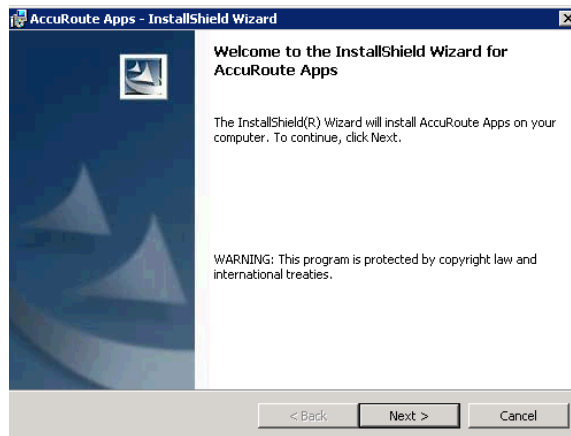 AccuRoute Apps - InstallShield Wizard
Welcome to the InstallShield Wizard for
AccuRoute Apps
The InstallShield(R) Wizard will install AccuRoute Apps on your
computer. To continue, click Next.
WARNING: This program is protected by copyright law and
international treaties.
< Back
Next >
Cancel